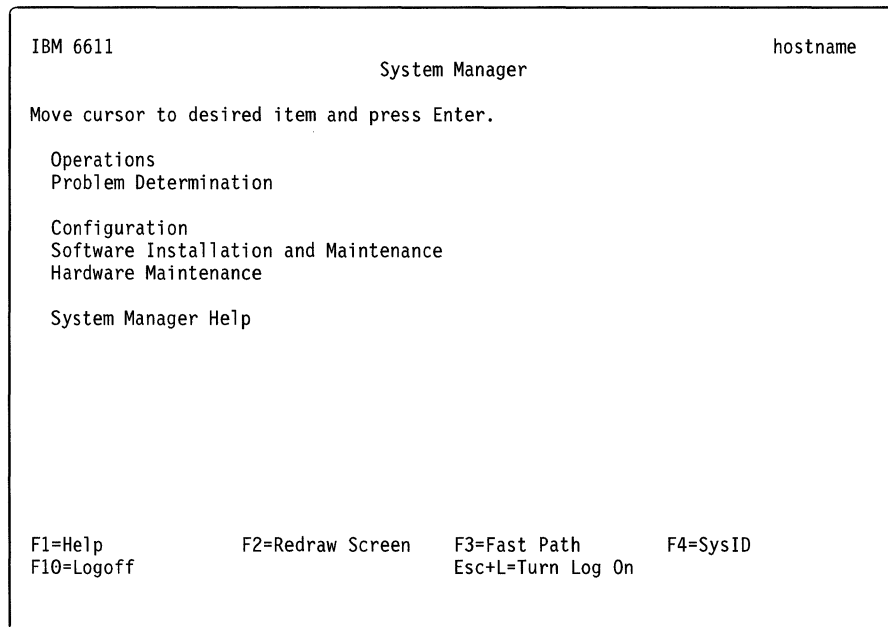 IBM 6611 hostname
System Manager
Move cursor to desired item and press Enter.
Operations
Problem Determination
Configuration
Software Installation and Maintenance
Hardware Maintenance
System Manager Help
F1=Help F2=Redraw Screen F3=Fast Path F4=SysID
F10=Logoff Esc+L=Turn Log On